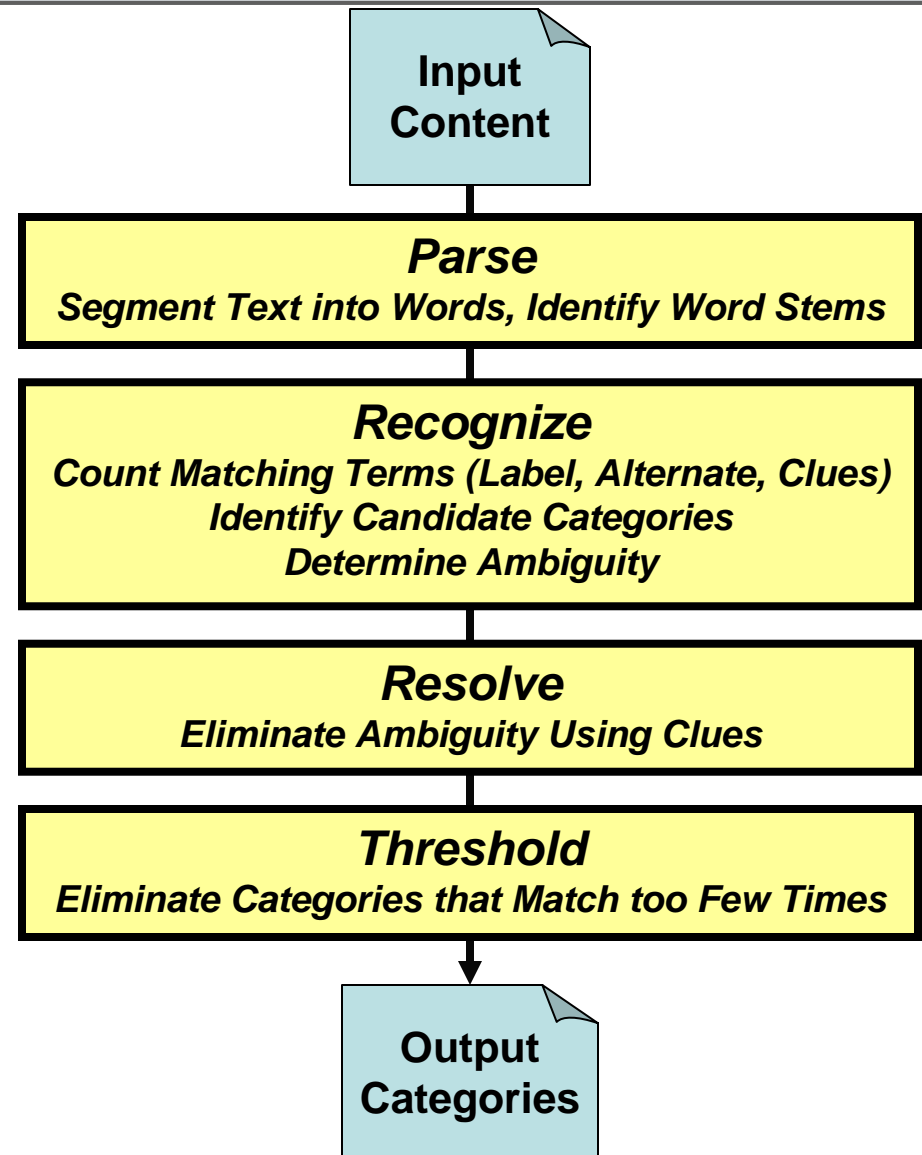 Input
Content
Parse
Segment Text into Words, Identify Word Stems
Recognize
Count Matching Terms (Label, Alternate, Clues)
Identify Candidate Categories
Determine Ambiguity
Resolve
Eliminate Ambiguity Using Clues
Threshold
Eliminate Categories that Match too Few Times
Output
Categories